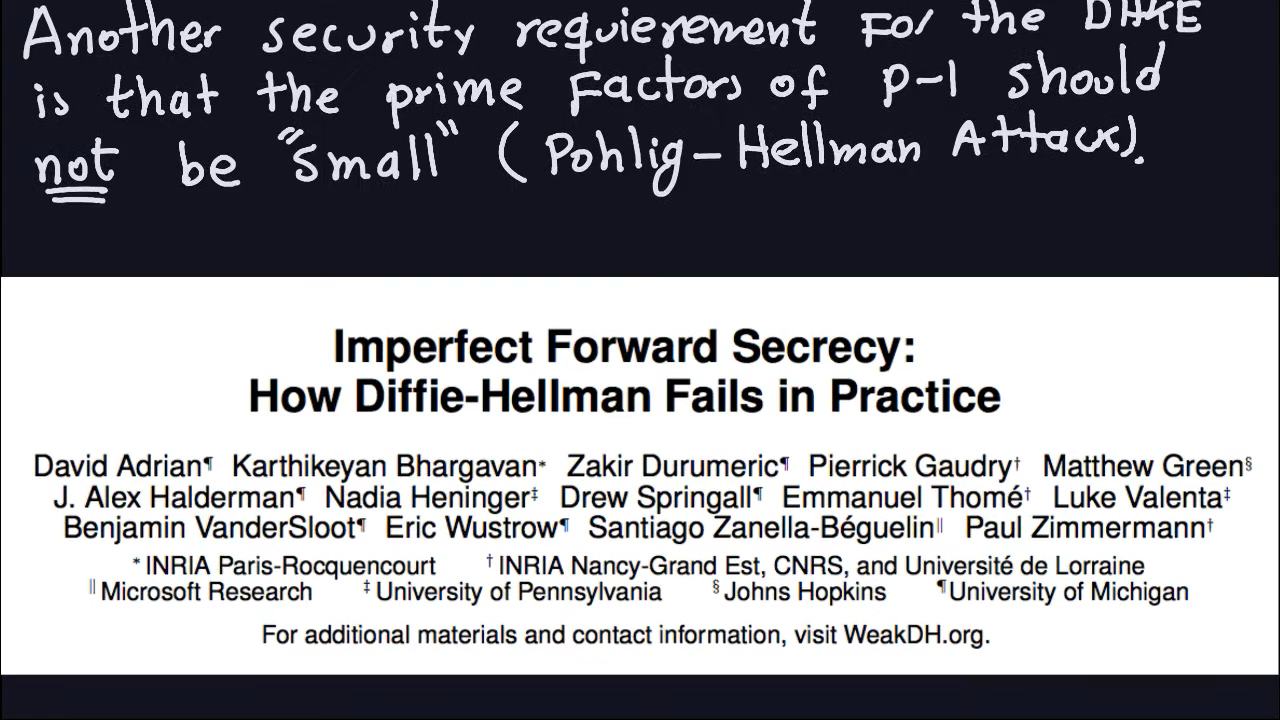 Another security requierement For the DHKE
is that the prime Factors of p-1 should
not be "small" (Pohlig-Hellman Attack).
Imperfect Forward Secrecy:
How Diffie-Hellman Fails in Practice
David Adrian¶ Karthikeyan Bhargavan* Zakir Durumeric¶ Pierrick Gaudry† Matthew Green§
J. Alex Halderman¶ Nadia Heninger‡ Drew Springall¶ Emmanuel Thomé† Luke Valenta‡
Benjamin VanderSloot¶ Eric Wustrow¶ Santiago Zanella-Béguelin‖ Paul Zimmermann†
* INRIA Paris-Rocquencourt † INRIA Nancy-Grand Est, CNRS, and Université de Lorraine
‖ Microsoft Research ‡ University of Pennsylvania § Johns Hopkins ¶ University of Michigan
For additional materials and contact information, visit WeakDH.org.